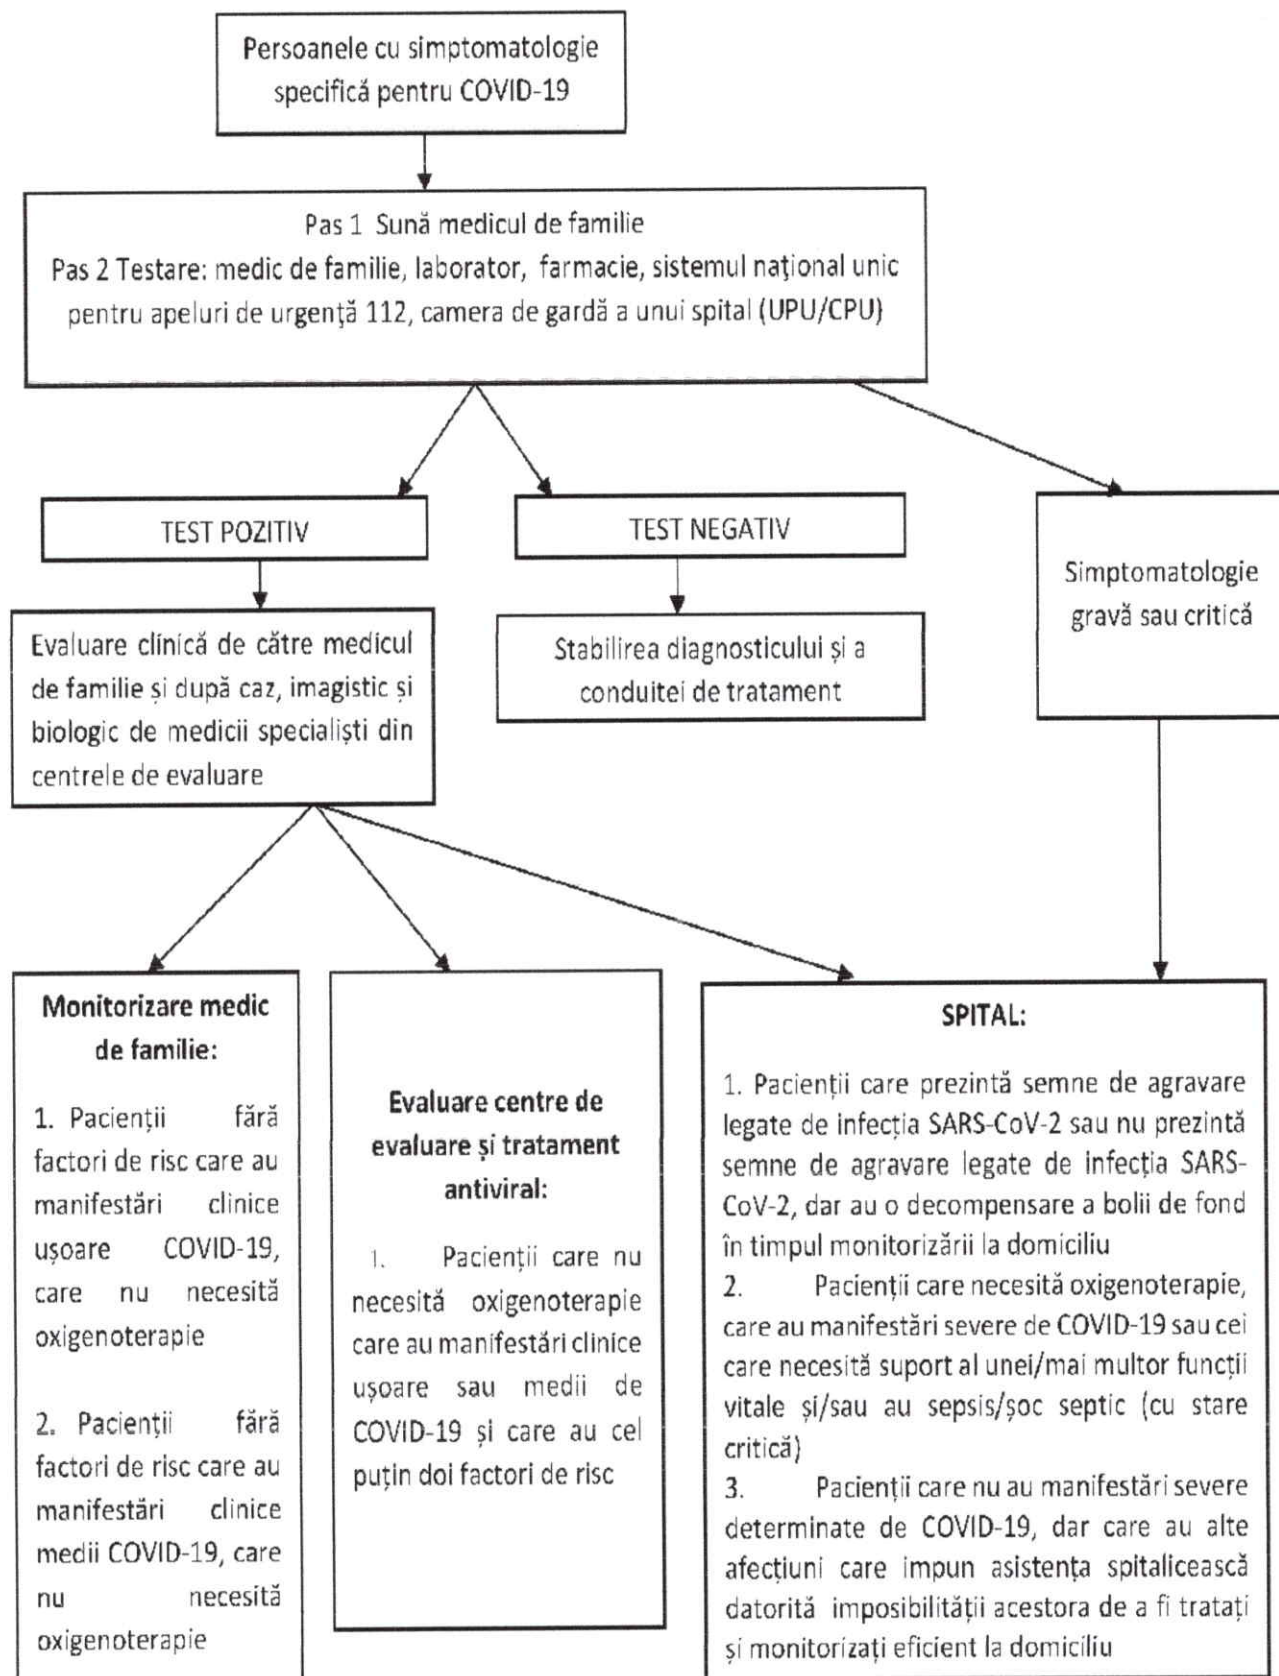 Persoanele cu simptomatologie
specifică pentru COVID-19
Pas 1 Sună medicul de familie
Pas 2 Testare: medic de familie, laborator, farmacie, sistemul național unic
pentru apeluri de urgență 112, camera de gardă a unui spital (UPU/CPU)
TEST POZITIV
TEST NEGATIV
Simptomatologie
gravă sau critică
Evaluare clinică de către medicul
de familie și după caz, imagistic și
biologic de medicii specialiști din
centrele de evaluare
Stabilirea diagnosticului și a
conduitei de tratament
Monitorizare medic
de familie:
1. Pacienții fără
factori de risc care au
manifestări clinice
ușoare COVID-19,
care nu necesită
oxigenoterapie
2. Pacienții fără
factori de risc care au
manifestări clinice
medii COVID-19, care
nu necesită
oxigenoterapie
Evaluare centre de
evaluare și tratament
antiviral:
1. Pacienții care nu
necesită oxigenoterapie
care au manifestări clinice
ușoare sau medii de
COVID-19 și care au cel
puțin doi factori de risc
SPITAL:
1. Pacienții care prezintă semne de agravare
legate de infecția SARS-CoV-2 sau nu prezintă
semne de agravare legate de infecția SARS-
CoV-2, dar au o decompensare a bolii de fond
în timpul monitorizării la domiciliu
2. Pacienții care necesită oxigenoterapie,
care au manifestări severe de COVID-19 sau cei
care necesită suport al unei/mai multor funcții
vitale și/sau au sepsis/șoc septic (cu stare
critică)
3. Pacienții care nu au manifestări severe
determinate de COVID-19, dar care au alte
afecțiuni care impun asistența spitalicească
datorită imposibilității acestora de a fi tratați
și monitorizați eficient la domiciliu